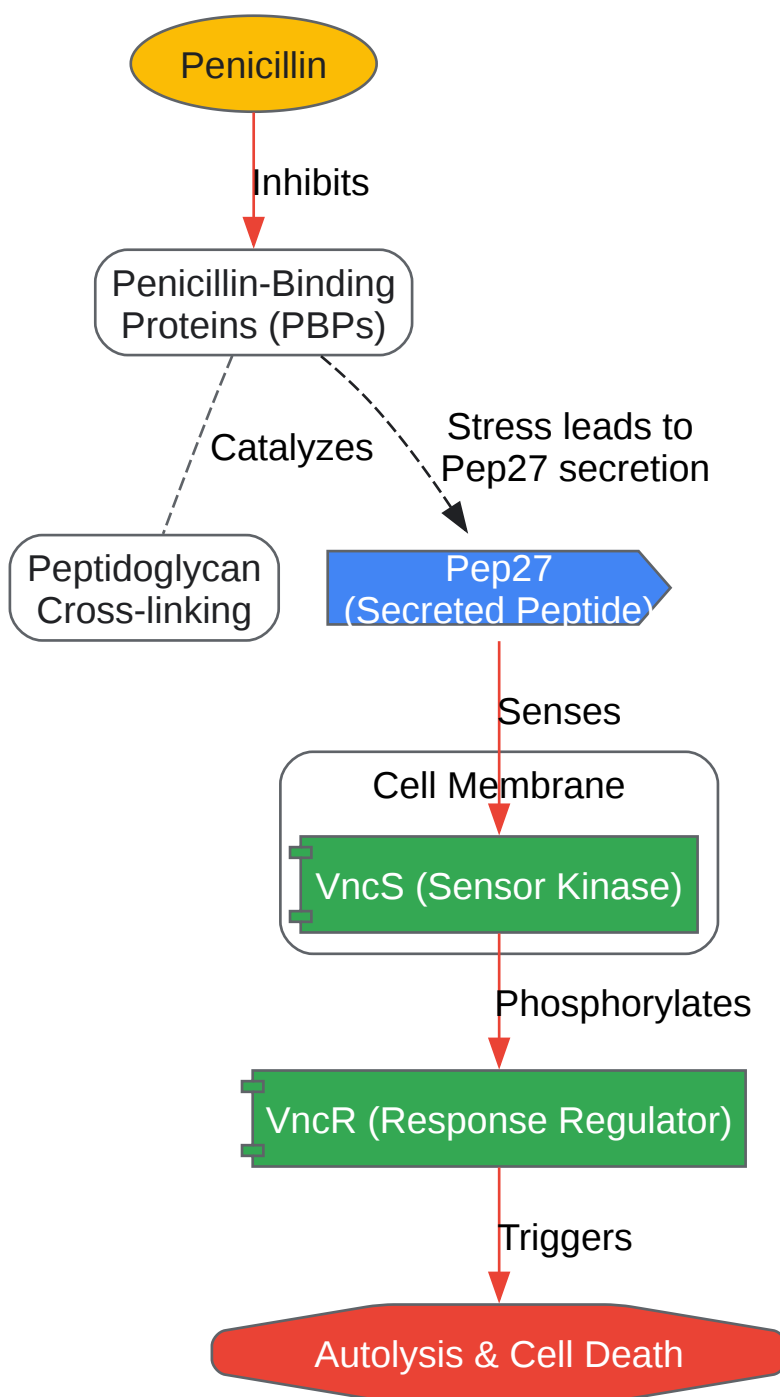 Penicillin
Inhibits
Penicillin-Binding
Proteins (PBPs)
Catalyzes
Stress leads to
Pep27 secretion
Peptidoglycan
Cross-linking
Pep27
(Secreted Peptide)
Senses
Cell Membrane
VncS (Sensor Kinase)
Phosphorylates
VncR (Response Regulator)
Triggers
Autolysis & Cell Death